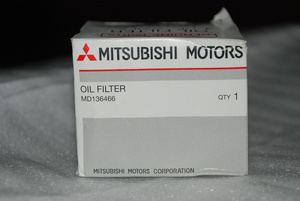 MITSUBISHI MOTORS
OIL FILTER
MD136466
QTY 1
MITSUBISHI MOTORS CORPORATION